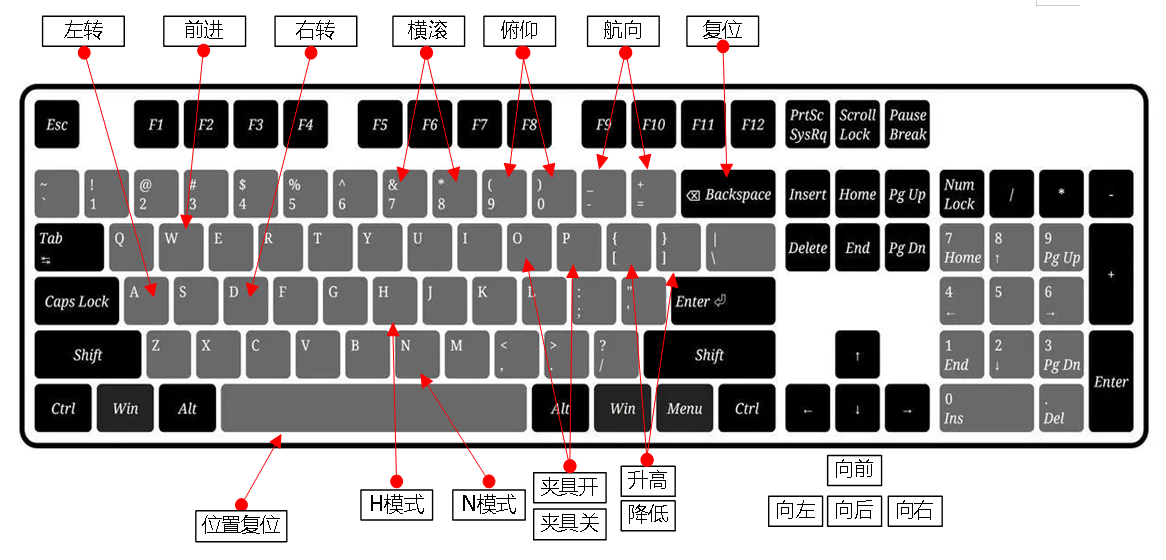 左转 前进 右转 横滚 俯仰 航向 复位
Esc F1 F2 F3 F4 F5 F6 F7 F8 F9 F10 F11 F12 PrtSc SysRq Scroll Lock Pause Break
~ ` ! 1 @ 2 # 3 $ 4 % 5 ^ 6 & 7 * 8 ( 9 ) 0 _ - + = ⌫ Backspace Insert Home Pg Up Num Lock / * -
Tab ↹ Q W E R T Y U I O P { [ } ] | \ Delete End Pg Dn 7 Home 8 ↑ 9 Pg Up +
Caps Lock A S D F G H J K L : ; " ' Enter ⏎ 4 ← 5 6 →
Shift Z X C V B N M < , > . ? / Shift ↑ 1 End 2 ↓ 3 Pg Dn Enter
Ctrl Win Alt Alt Win Menu Ctrl ← ↓ → 0 Ins . Del
向前
夹具开 升高
H模式 N模式
位置复位 夹具关 降低 向左 向后 向右